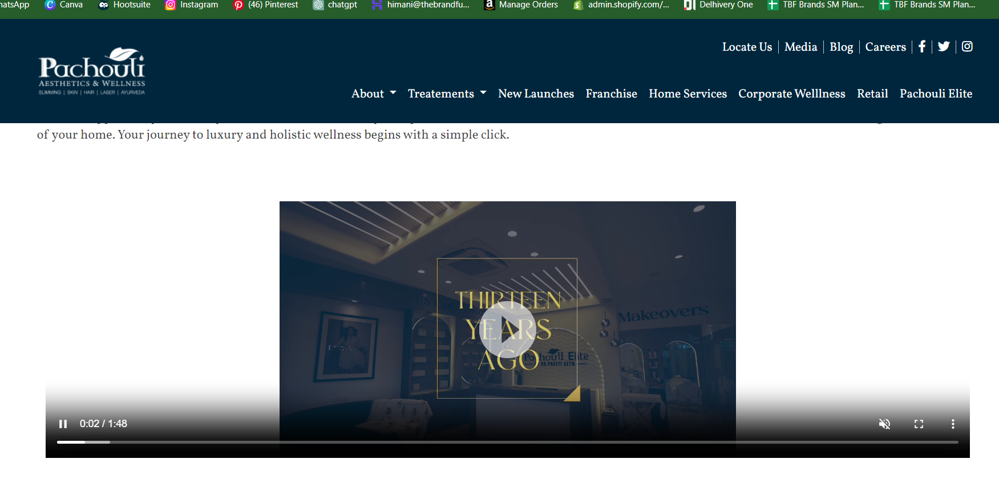 Canva Hootsuite Instagram (46) Pinterest chatgpt himani@thebrandfu... Manage Orders admin.shopify.com/... Delhivery One TBF Brands SM Plan... TBF Brands SM Plan...
Locate Us Media Blog Careers
Pachouli
AESTHETICS & WELLNESS
SLIMMING | SKIN | HAIR | LASER | AYURVEDA
About Treatements New Launches Franchise Home Services Corporate Welllness Retail Pachouli Elite
of your home. Your journey to luxury and holistic wellness begins with a simple click.
THIRTEEN
YEARS
AGO
Makeovers
Pachouli Elite
DR.PREETI SETH
0:02 / 1:48